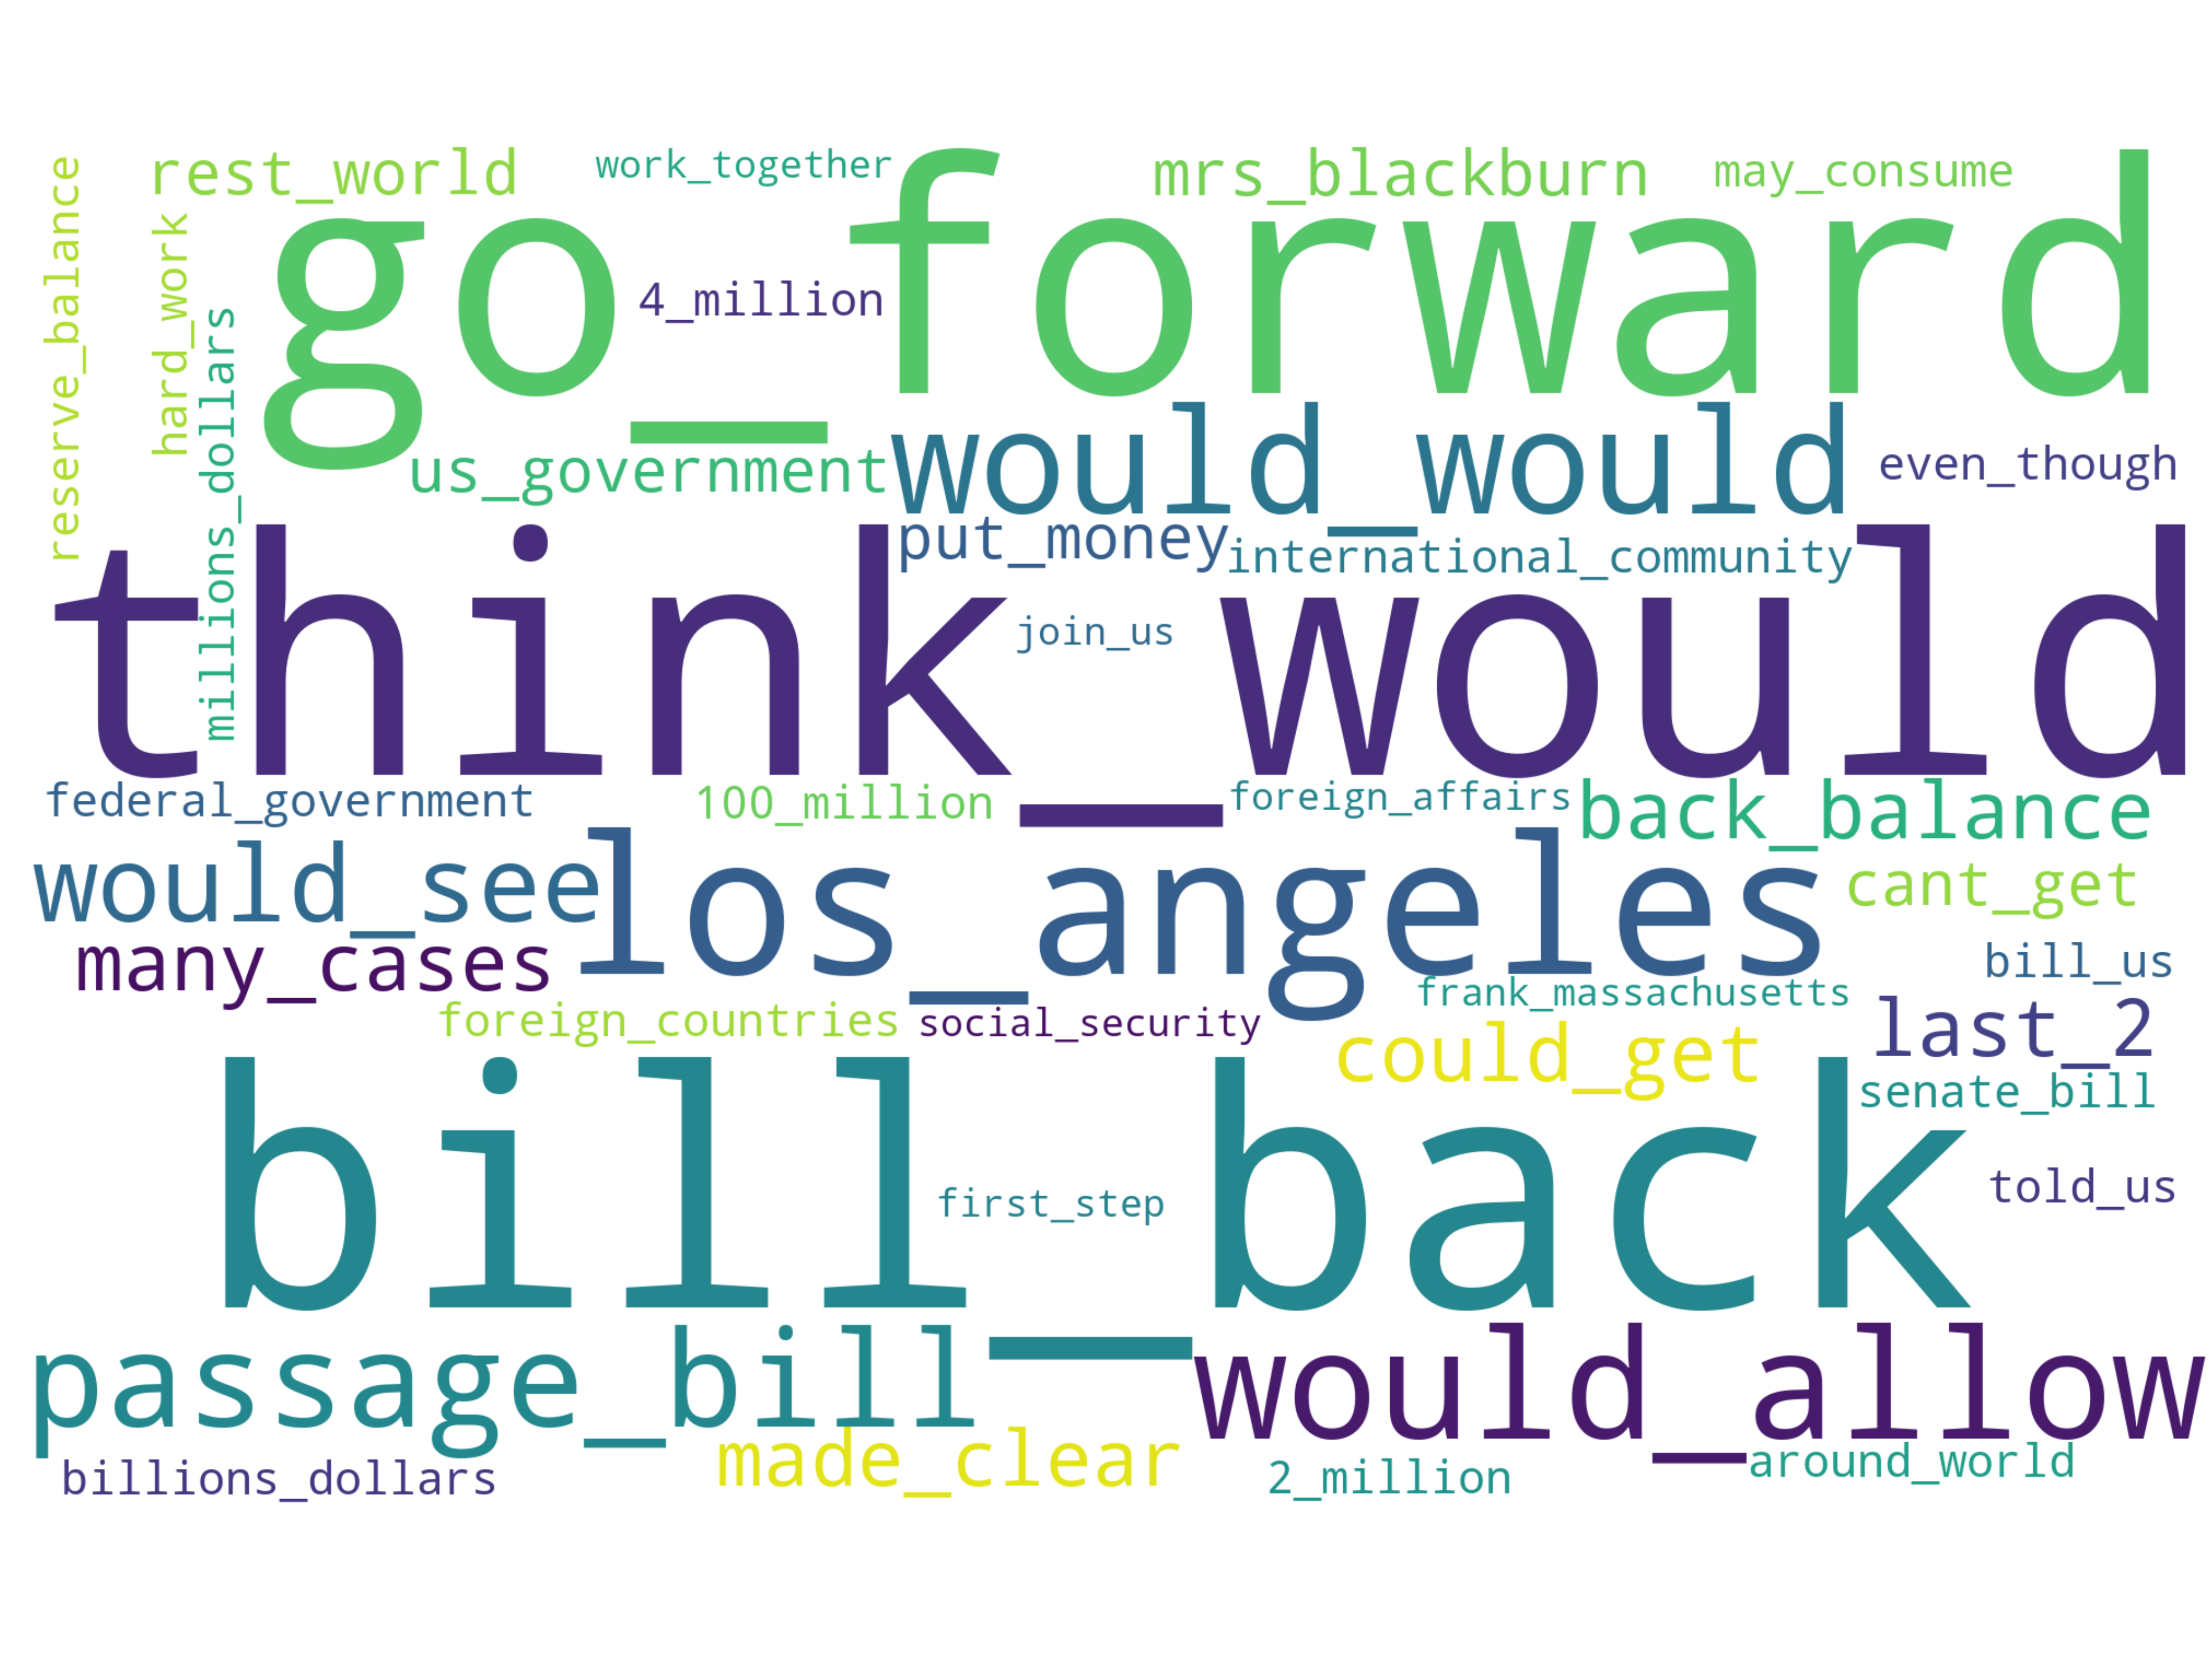 reserve_balance
rest_world
hard_work
millions_dollars
work_together
mrs_blackburn
may_consume
go_forward
4_million
us_government
would_would
even_though
put_money
international_community
think_would
join_us
federal_government
100_million
foreign_affairs
back_balance
would_see
los_angeles
cant_get
many_cases
bill_us
foreign_countries
social_security
frank_massachusetts
last_2
could_get
senate_bill
bill_back
first_step
told_us
passage_bill
would_allow
made_clear
billions_dollars
2_million
around_world